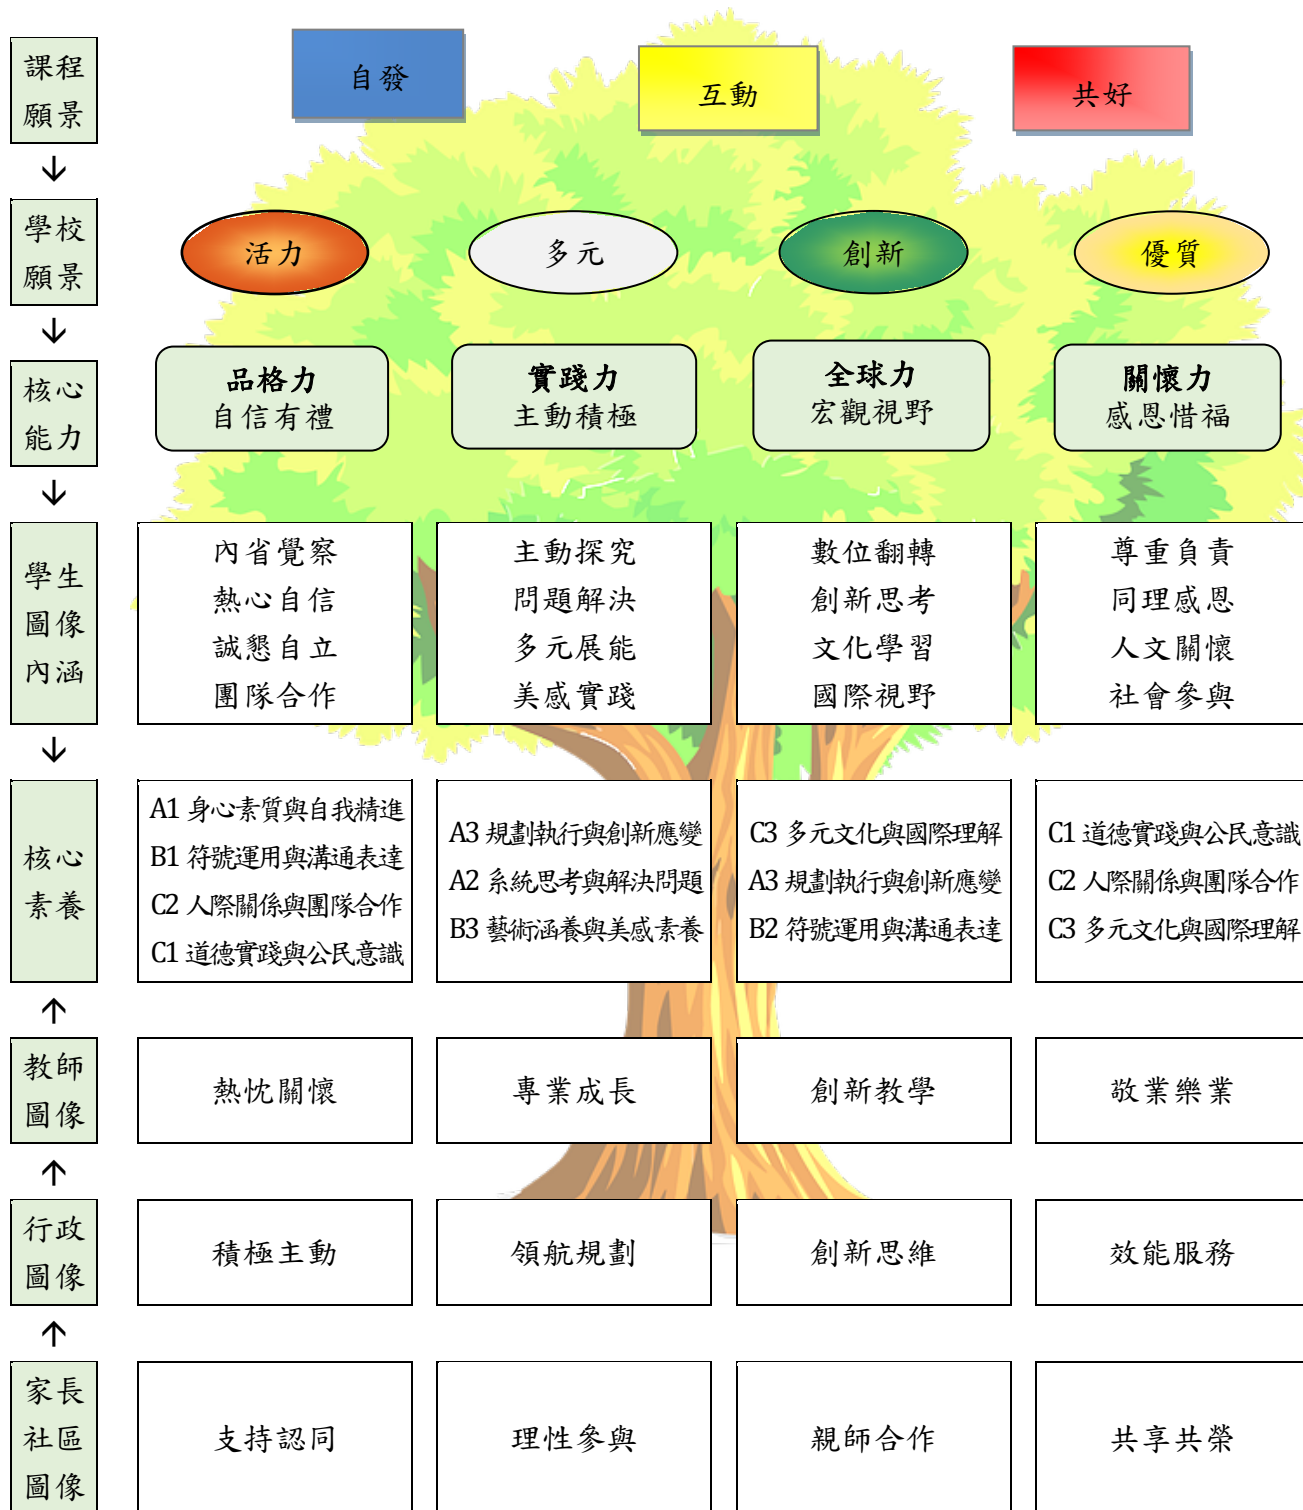 課程
願景
自發
互動
共好
學校
願景
活力
多元
創新
優質
核心
能力
品格力
自信有禮
實踐力
主動積極
全球力
宏觀視野
關懷力
感恩惜福
學生
圖像
內涵
內省覺察
熱心自信
誠懇自立
團隊合作
主動探究
問題解決
多元展能
美感實踐
數位翻轉
創新思考
文化學習
國際視野
尊重負責
同理感恩
人文關懷
社會參與
核心
素養
A1 身心素質與自我精進
B1 符號運用與溝通表達
C2 人際關係與團隊合作
C1 道德實踐與公民意識
A3 規劃執行與創新應變
A2 系統思考與解決問題
B3 藝術涵養與美感素養
C3 多元文化與國際理解
A3 規劃執行與創新應變
B2 符號運用與溝通表達
C1 道德實踐與公民意識
C2 人際關係與團隊合作
C3 多元文化與國際理解
教師
圖像
熱忱關懷
專業成長
創新教學
敬業樂業
行政
圖像
積極主動
領航規劃
創新思維
效能服務
家長
社區
圖像
支持認同
理性參與
親師合作
共享共榮